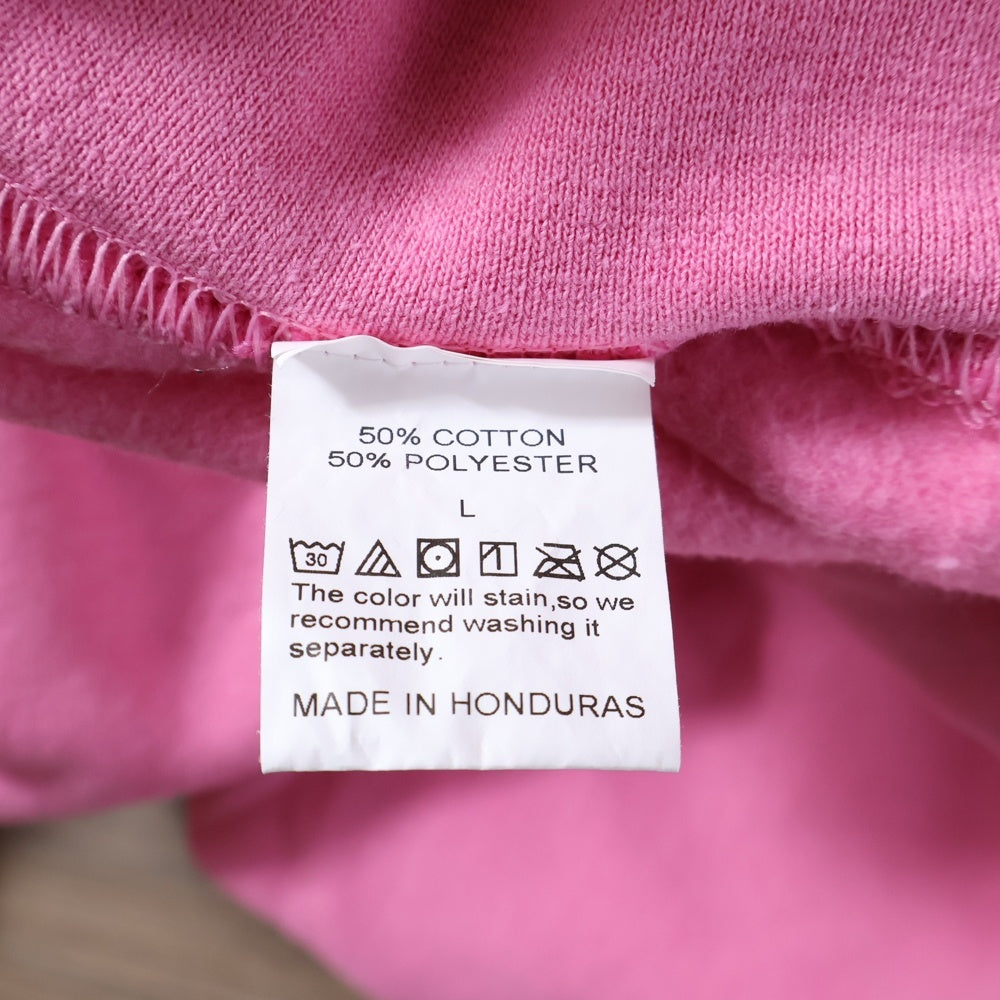 50% COTTON
50% POLYESTER
L
30
The color will stain,so we
recommend washing it
separately.
MADE IN HONDURAS